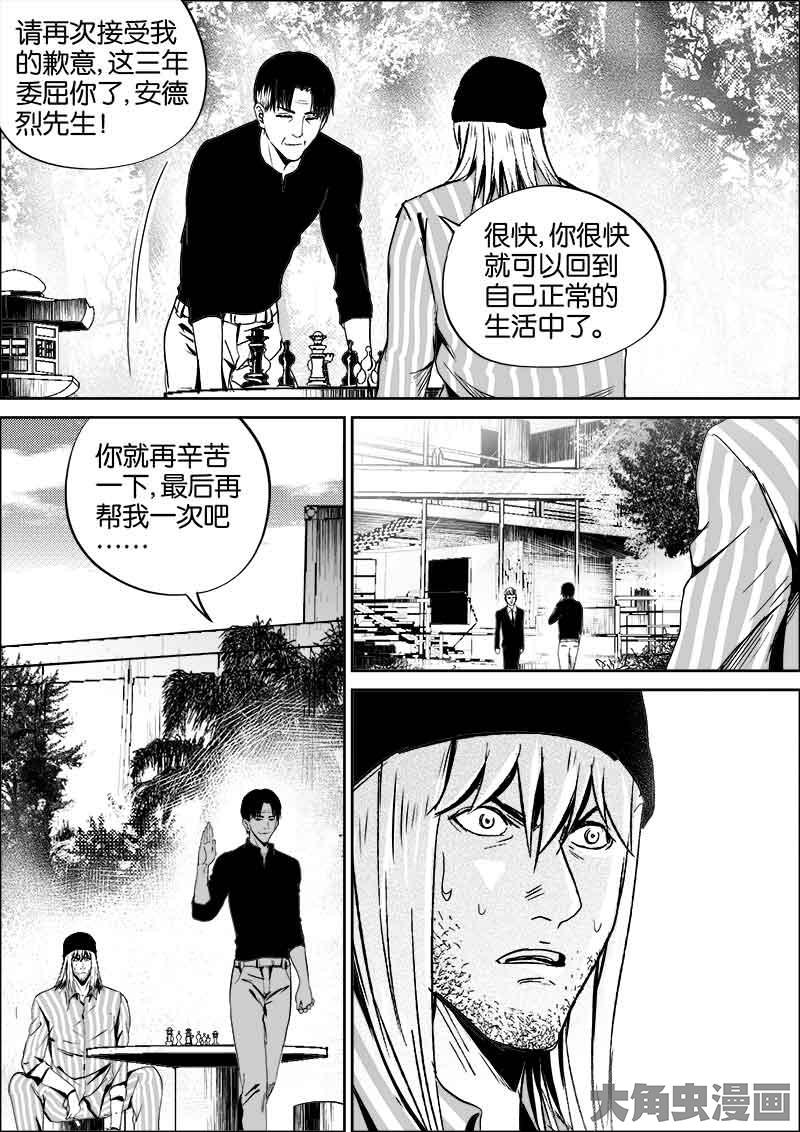 请再次接受我
的歉意,这三年
委屈你了,安德
烈先生!
很快,你很快
就可以回到
自己正常的
生活中了。
你就再辛苦
一下,最后再
帮我一次吧
……
大角虫漫画